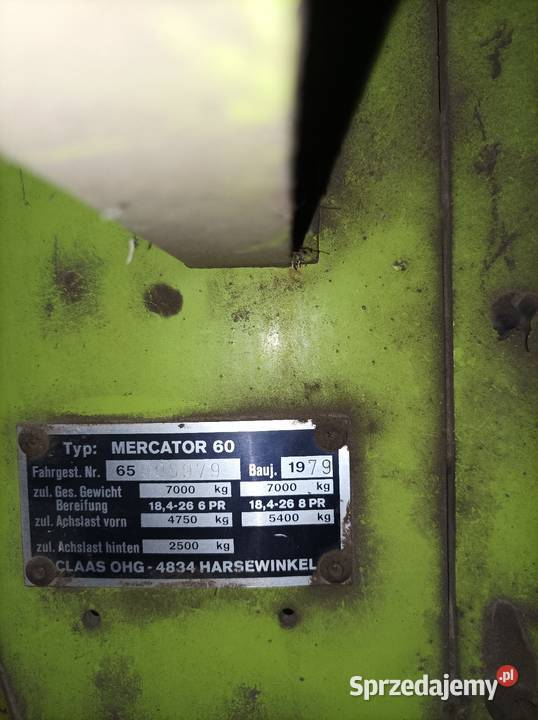 Typ: MERCATOR 60
Fahrgest. Nr. 65 Bauj. 1979
zul. Ges. Gewicht 7000 kg 7000 kg
Bereifung 18,4-26 6 PR 18,4-26 8 PR
zul. Achslast vorn 4750 kg 5400 kg
zul. Achslast hinten 2500 kg
CLAAS OHG - 4834 HARSEWINKEL
Sprzedajemy.pl